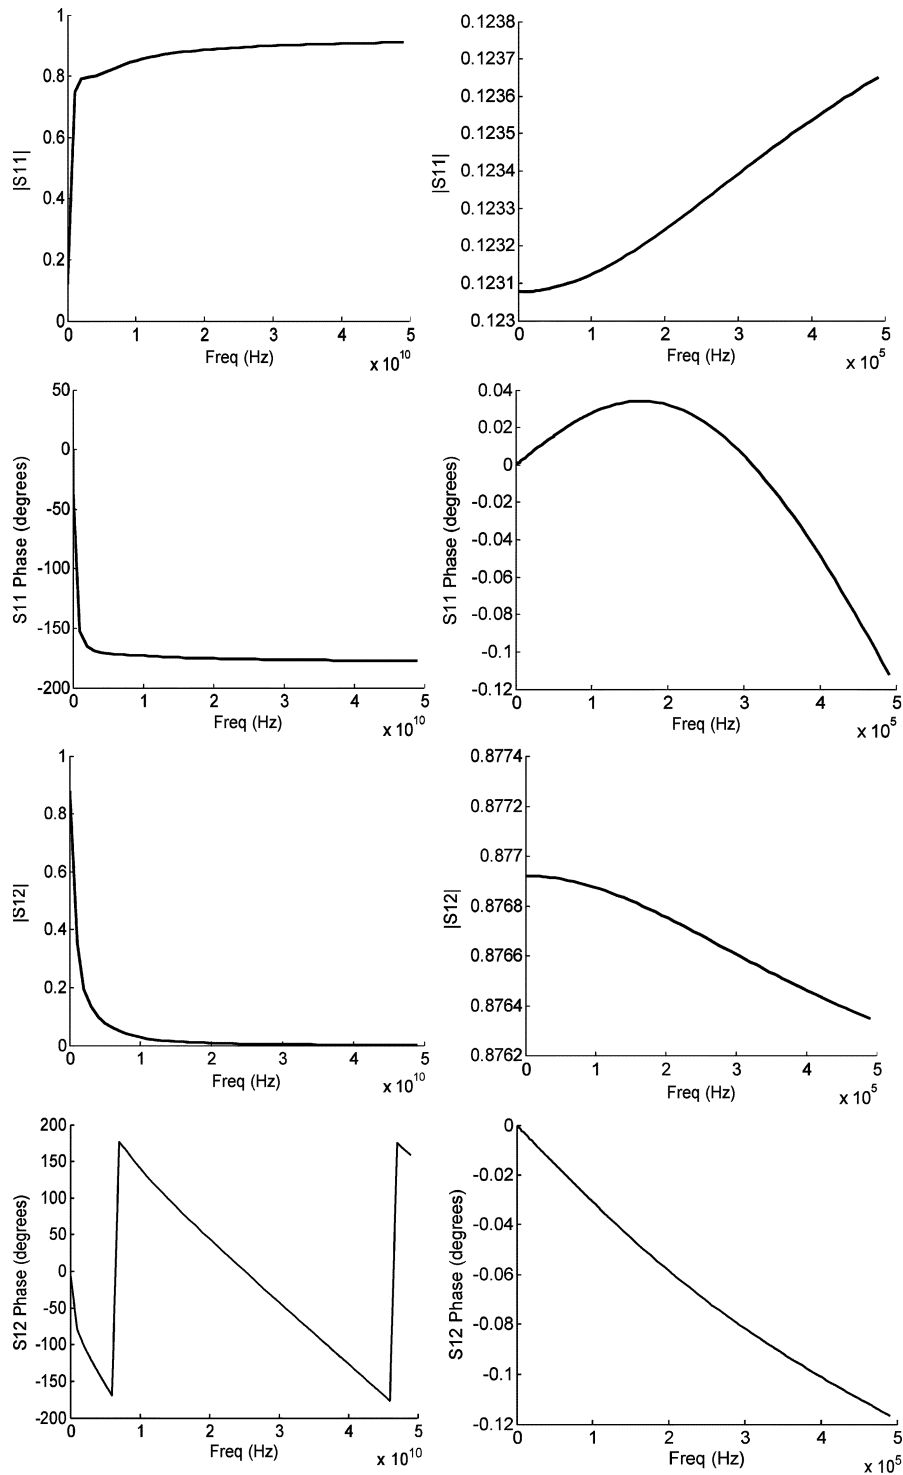 1
0.8
0.6
0.4
0.2
0
|S11|
0 1 2 3 4 5
Freq (Hz)
x 10^10
0.1238
0.1237
0.1236
0.1235
0.1234
0.1233
0.1232
0.1231
0.123
|S11|
0 1 2 3 4 5
Freq (Hz)
x 10^5
50
0
-50
-100
-150
-200
S11 Phase (degrees)
0 1 2 3 4 5
Freq (Hz)
x 10^10
0.04
0.02
0
-0.02
-0.04
-0.06
-0.08
-0.1
-0.12
S11 Phase (degrees)
0 1 2 3 4 5
Freq (Hz)
x 10^5
1
0.8
0.6
0.4
0.2
0
|S12|
0 1 2 3 4 5
Freq (Hz)
x 10^10
0.8774
0.8772
0.877
0.8768
0.8766
0.8764
0.8762
|S12|
0 1 2 3 4 5
Freq (Hz)
x 10^5
200
150
100
50
0
-50
-100
-150
-200
S12 Phase (degrees)
0 1 2 3 4 5
Freq (Hz)
x 10^10
0
-0.02
-0.04
-0.06
-0.08
-0.1
-0.12
S12 Phase (degrees)
0 1 2 3 4 5
Freq (Hz)
x 10^5